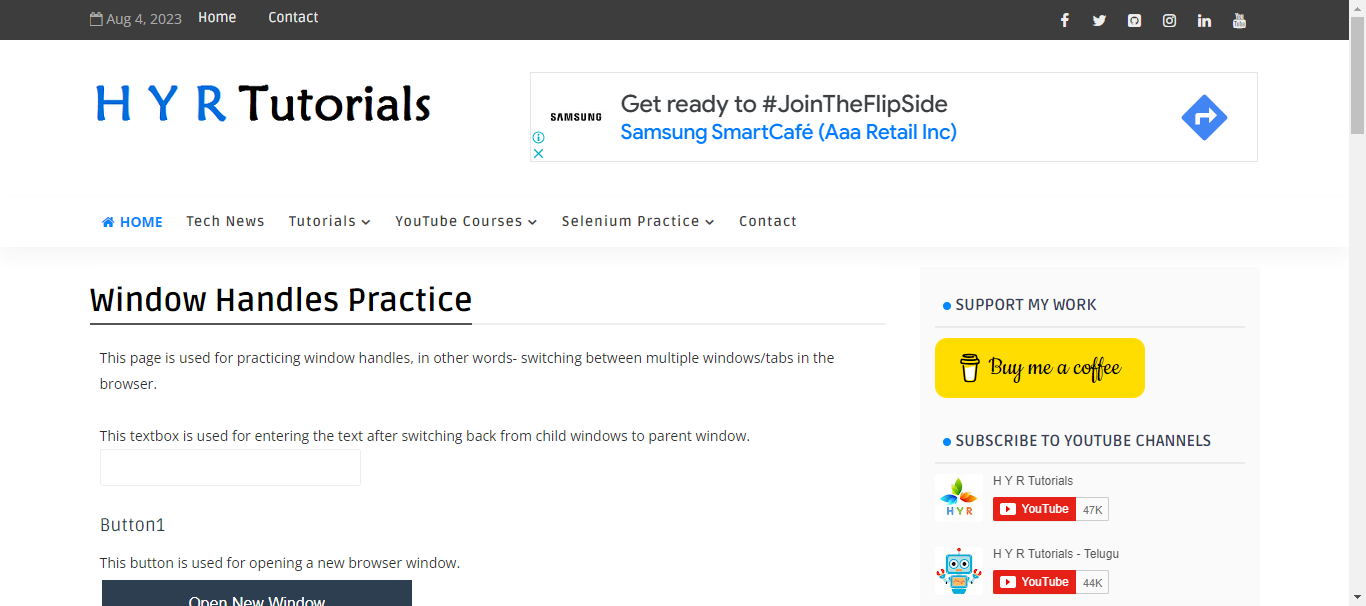 Aug 4, 2023 Home Contact
H Y R Tutorials
SAMSUNG
Get ready to #JoinTheFlipSide
Samsung SmartCafé (Aaa Retail Inc)
HOME Tech News Tutorials YouTube Courses Selenium Practice Contact
Window Handles Practice
This page is used for practicing window handles, in other words- switching between multiple windows/tabs in the
browser.
This textbox is used for entering the text after switching back from child windows to parent window.
Button1
This button is used for opening a new browser window.
Open New Window
SUPPORT MY WORK
Buy me a coffee
SUBSCRIBE TO YOUTUBE CHANNELS
HYR
H Y R Tutorials
YouTube 47K
H Y R Tutorials - Telugu
YouTube 44K